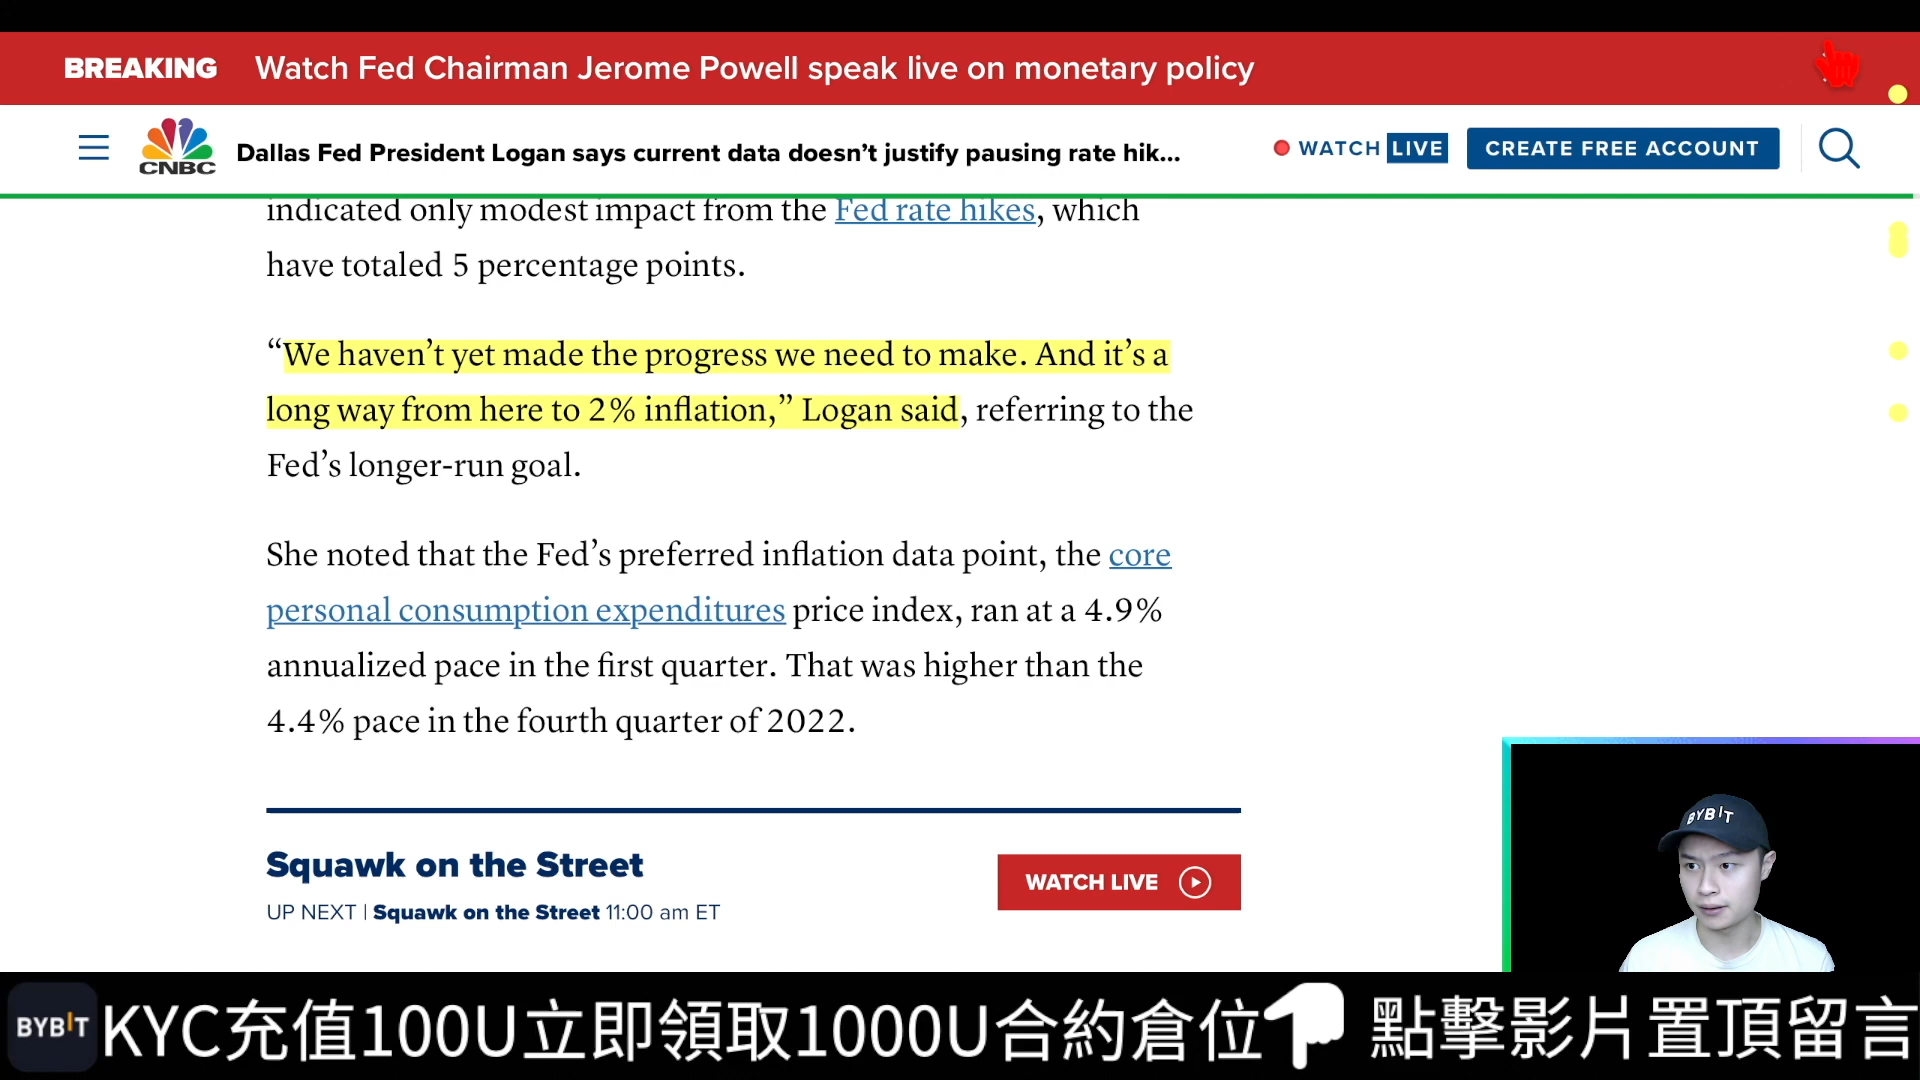 BREAKING Watch Fed Chairman Jerome Powell speak live on monetary policy
CNBC Dallas Fed President Logan says current data doesn’t justify pausing rate hik... WATCH LIVE CREATE FREE ACCOUNT
indicated only modest impact from the Fed rate hikes, which
have totaled 5 percentage points.
“We haven’t yet made the progress we need to make. And it’s a
long way from here to 2% inflation,” Logan said, referring to the
Fed’s longer-run goal.
She noted that the Fed’s preferred inflation data point, the core
personal consumption expenditures price index, ran at a 4.9%
annualized pace in the first quarter. That was higher than the
4.4% pace in the fourth quarter of 2022.
Squawk on the Street
UP NEXT | Squawk on the Street 11:00 am ET
WATCH LIVE
BYBIT
BYBIT KYC充值100U立即領取1000U合約倉位 點擊影片置頂留言